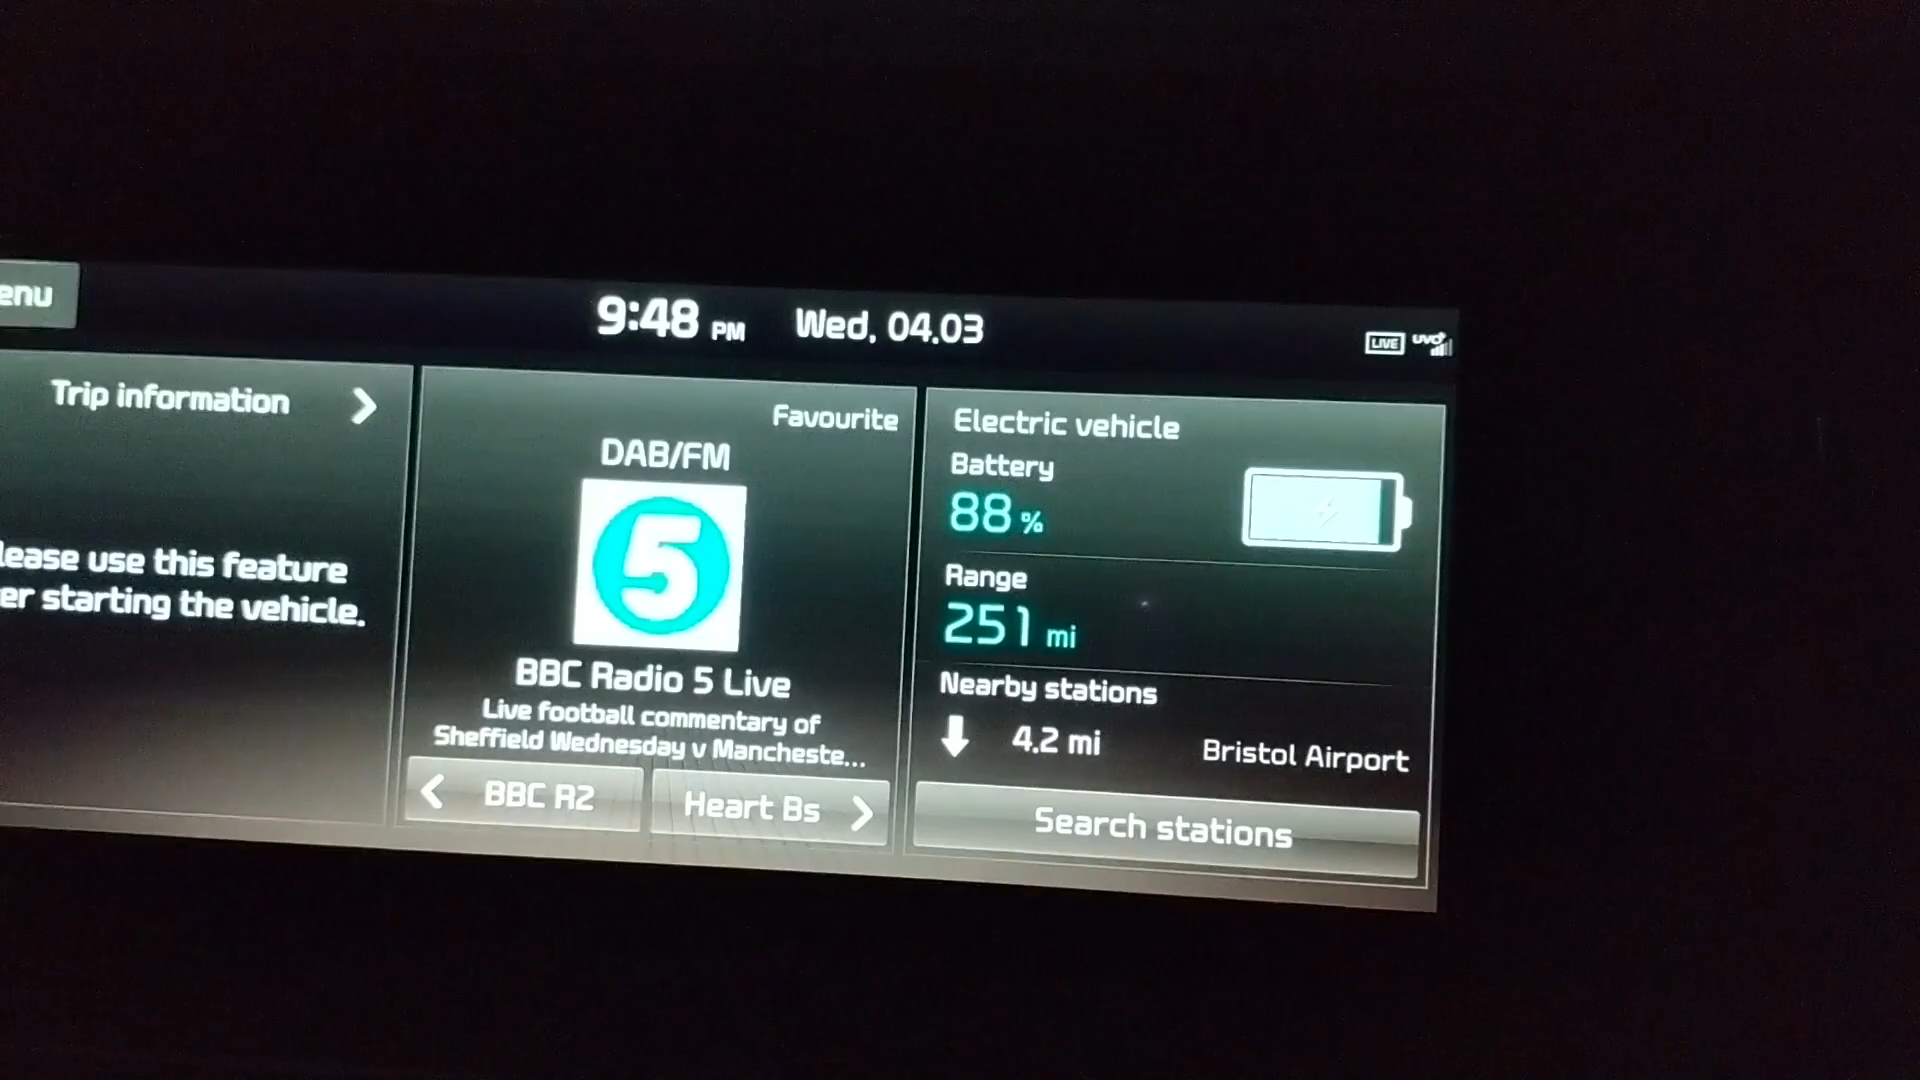 enu
9:48 PM Wed, 04.03
LIVE UVO
Trip information
lease use this feature
er starting the vehicle.
Favourite
DAB/FM
5
BBC Radio 5 Live
Live football commentary of
Sheffield Wednesday v Mancheste...
BBC R2
Heart Bs
Electric vehicle
Battery
88 %
Range
251 mi
Nearby stations
4.2 mi Bristol Airport
Search stations